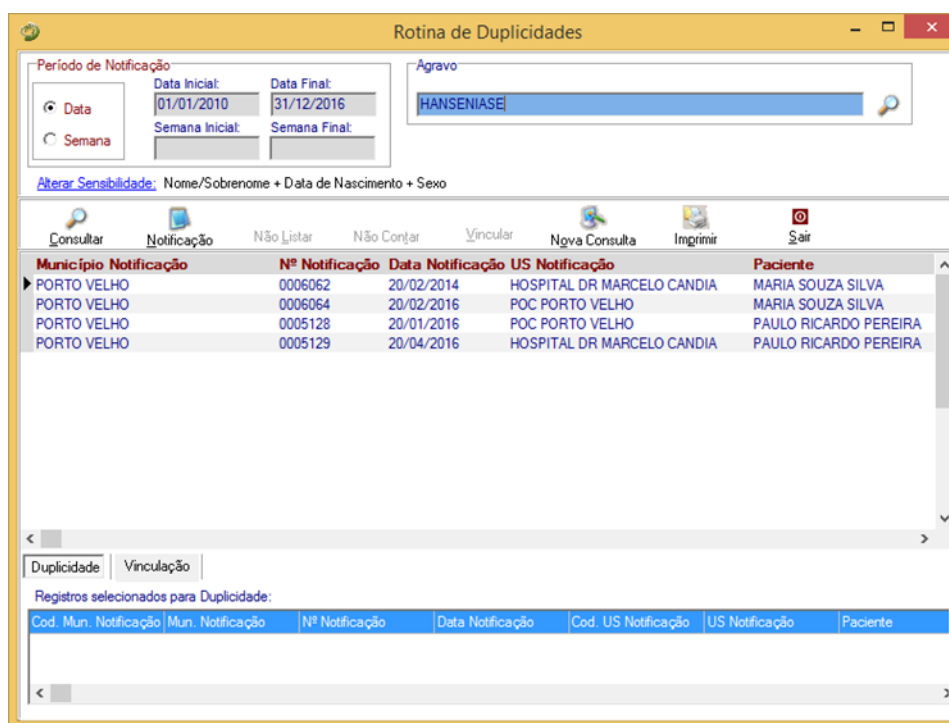 Rotina de Duplicidades
Período de Notificação
Agravo
Data Inicial: Data Final:
Data 01/01/2010 31/12/2016 HANSENIASE
Semana Inicial: Semana Final:
Semana
Alterar Sensibilidade: Nome/Sobrenome + Data de Nascimento + Sexo
Consultar Notificação Não Listar Não Contar Vincular Nova Consulta Imprimir Sair
Município Notificação Nº Notificação Data Notificação US Notificação Paciente
PORTO VELHO 0006062 20/02/2014 HOSPITAL DR MARCELO CANDIA MARIA SOUZA SILVA
PORTO VELHO 0006064 20/02/2016 POC PORTO VELHO MARIA SOUZA SILVA
PORTO VELHO 0005128 20/01/2016 POC PORTO VELHO PAULO RICARDO PEREIRA
PORTO VELHO 0005129 20/04/2016 HOSPITAL DR MARCELO CANDIA PAULO RICARDO PEREIRA
Duplicidade Vinculação
Registros selecionados para Duplicidade:
Cod. Mun. Notificação Mun. Notificação Nº Notificação Data Notificação Cod. US Notificação US Notificação Paciente